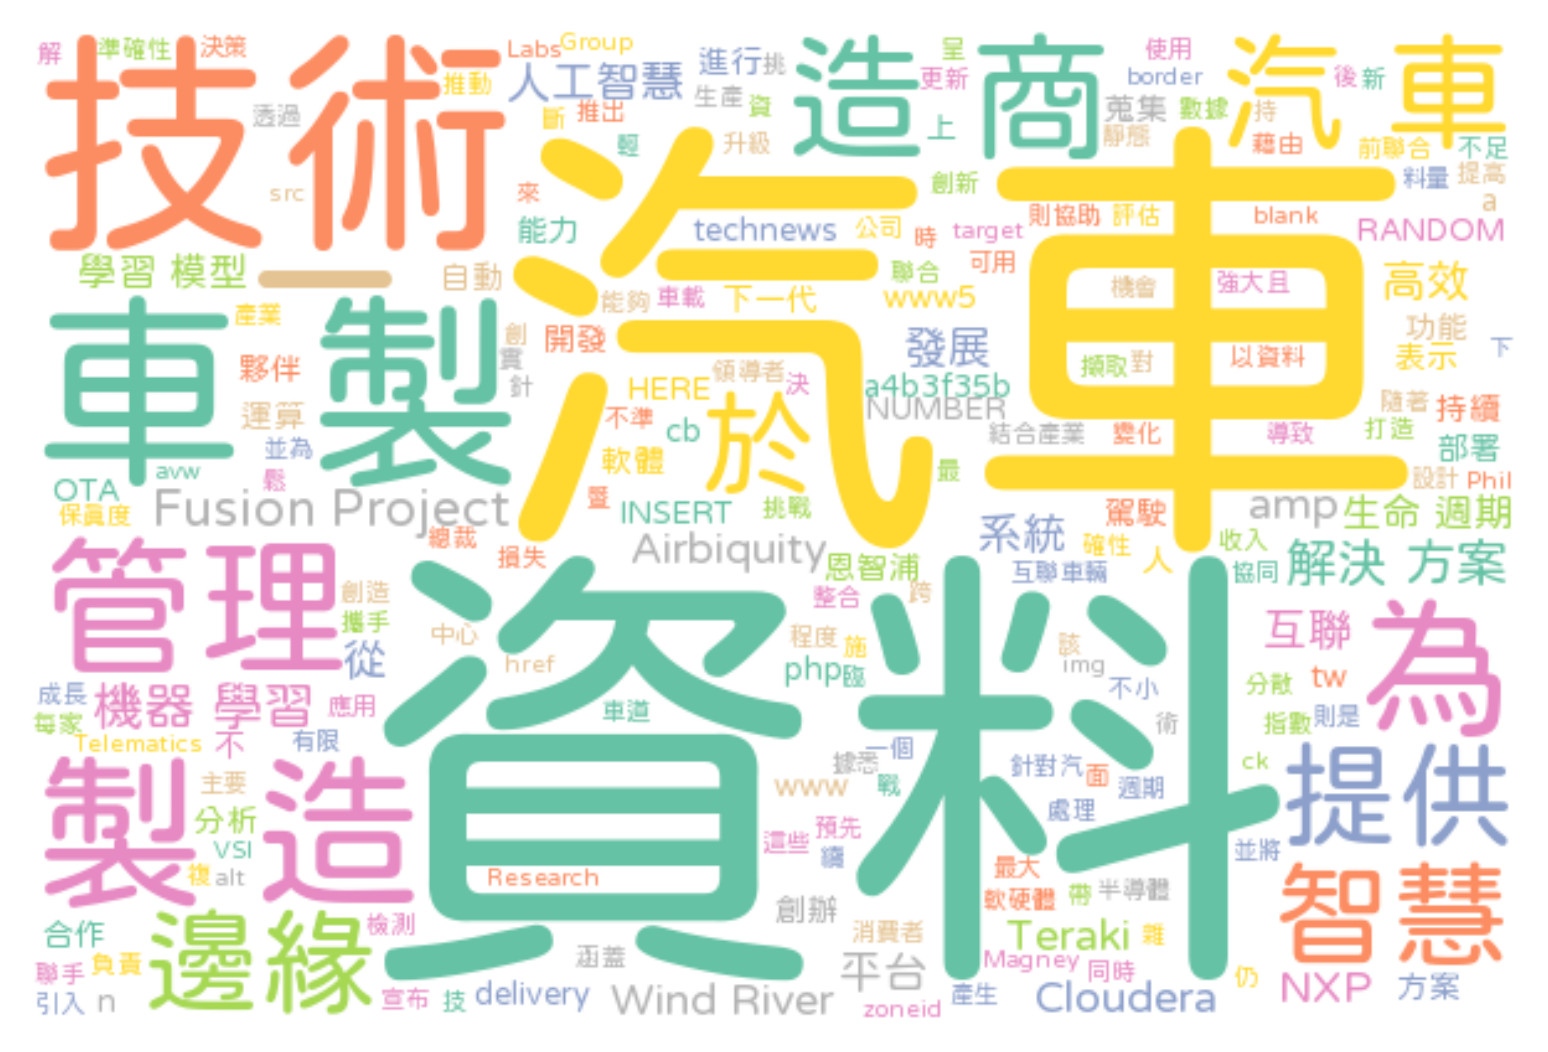 解
準確性
決策
Labs
Group
進行
挑
造商
呈
使用
汽車
技術
推動
人工智慧
生產
資
更新
border
後
新
透過
斷
推出
升級
上
蒐集
數據
持
輕
靜態
藉由
前聯合
不足
src
來
汽車
創新
料量
提高
能力
technews
公司
時
target
則協助
評估
blank
a
RANDOM
學習
模型
自動
聯合
可用
機會
強大且
高效
車製
產業
能夠
車載
下一代
www5
功能
創
開發
發展
表示
下
實
夥伴
針
領導者
決
a4b3f35b
擷取
對
以資料
HERE
NUMBER
隨著
持續
運算
不準
於
cb
結合產業
變化
導致
打造
並為
軟體
部署
avw
鬆
最
設計
Phil
OTA
暨
保真度
Fusion Project
INSERT
挑戰
駕駛
amp
生命
週期
總裁
損失
Airbiquity
系統
確性
人
收入
管理
恩智浦
互聯車輛
協同
解決
方案
資料
創造
攜手
整合
跨
互聯
為
中心
程度
施
該
從
href
php
臨
img
不小
分散
tw
成長
機器
學習
應用
車道
術
指數
則是
每家
Telematics
不
有限
一個
據悉
針對汽
面
ck
提供
製造
主要
www
戰
週期
分析
處理
VSI
這些
預先
續
並將
複
alt
Research
最大
智慧
軟硬體
帶
半導體
邊緣
檢測
創辦
合作
消費者
Teraki
雜
聯手
負責
涵蓋
平台
Magney
同時
仍
NXP
方案
引入
n
宣布
技
delivery
Wind River
zoneid
產生
Cloudera